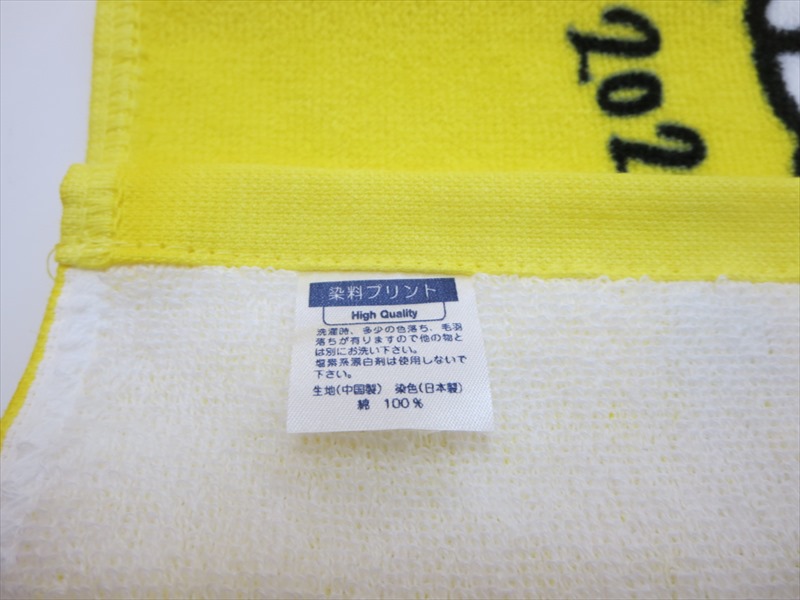 202
染料プリント
High Quality
洗濯時、多少の色落ち、毛羽
落ちが有りますので他の物と
は別にお洗い下さい。
塩素系漂白剤は使用しないで
下さい。
生地(中国製) 染色(日本製)
綿 100%